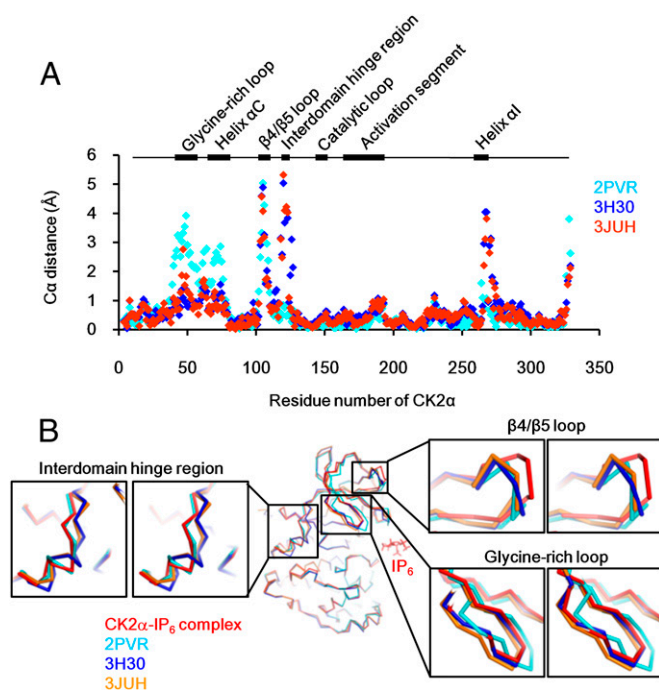 A
Glycine-rich loop
Helix αC
β4/β5 loop
Interdomain hinge region
Catalytic loop
Activation segment
Helix αI
Cα distance (Å)
6
5
4
3
2
1
0
2PVR
3H30
3JUH
0 50 100 150 200 250 300 350
Residue number of CK2α
B
β4/β5 loop
Interdomain hinge region
IP6
Glycine-rich loop
CK2α-IP6 complex
2PVR
3H30
3JUH